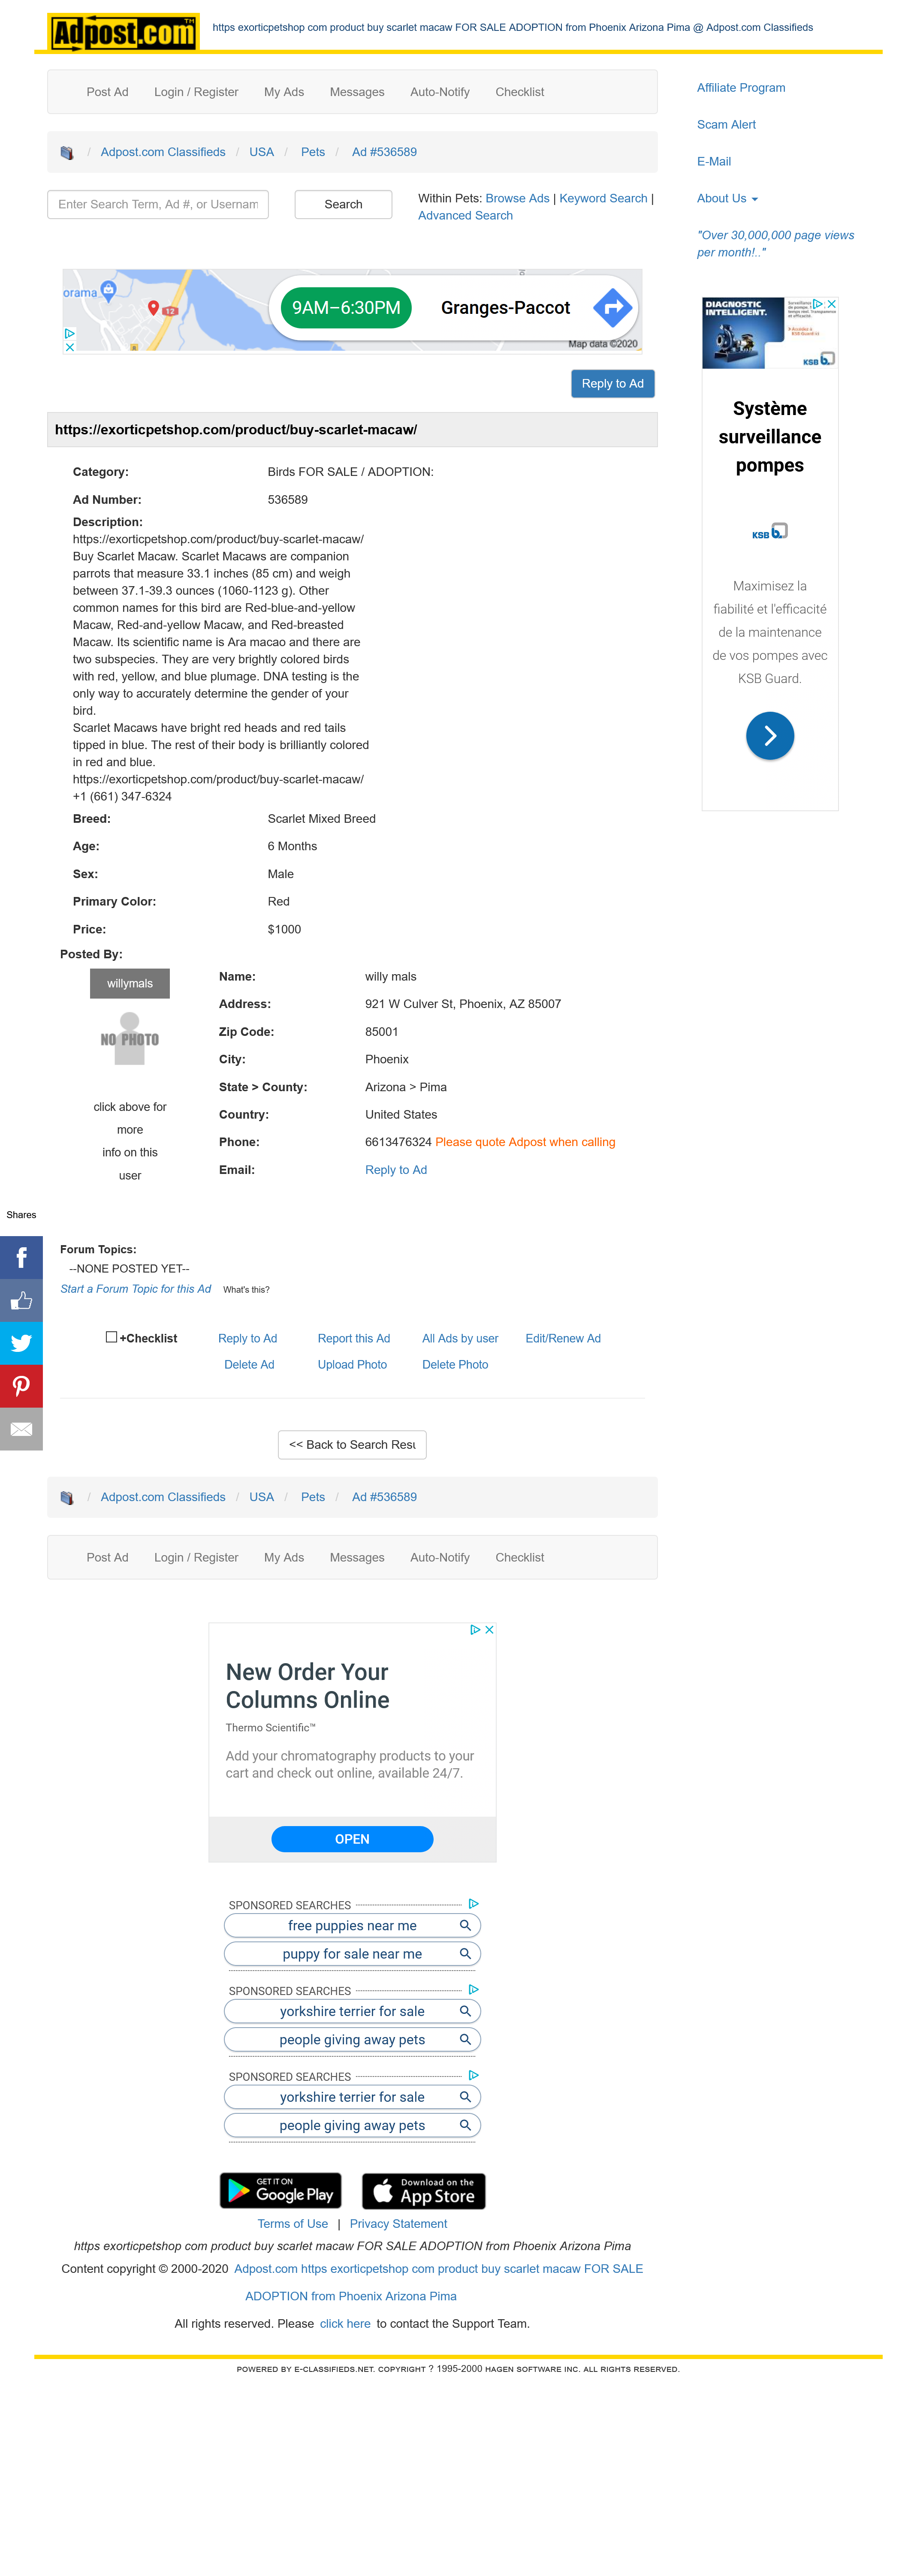 Adpost.com™
https exorticpetshop com product buy scarlet macaw FOR SALE ADOPTION from Phoenix Arizona Pima @ Adpost.com Classifieds
Post Ad Login / Register My Ads Messages Auto-Notify Checklist
/ Adpost.com Classifieds / USA / Pets / Ad #536589
Enter Search Term, Ad #, or Usernam Search
Within Pets: Browse Ads | Keyword Search |
Advanced Search
Affiliate Program
Scam Alert
E-Mail
About Us
"Over 30,000,000 page views
per month!.."
orama
12
9AM–6:30PM Granges-Paccot
Map data ©2020
Reply to Ad
https://exorticpetshop.com/product/buy-scarlet-macaw/
Category: Birds FOR SALE / ADOPTION:
Ad Number: 536589
Description:
https://exorticpetshop.com/product/buy-scarlet-macaw/
Buy Scarlet Macaw. Scarlet Macaws are companion
parrots that measure 33.1 inches (85 cm) and weigh
between 37.1-39.3 ounces (1060-1123 g). Other
common names for this bird are Red-blue-and-yellow
Macaw, Red-and-yellow Macaw, and Red-breasted
Macaw. Its scientific name is Ara macao and there are
two subspecies. They are very brightly colored birds
with red, yellow, and blue plumage. DNA testing is the
only way to accurately determine the gender of your
bird.
Scarlet Macaws have bright red heads and red tails
tipped in blue. The rest of their body is brilliantly colored
in red and blue.
https://exorticpetshop.com/product/buy-scarlet-macaw/
+1 (661) 347-6324
Breed: Scarlet Mixed Breed
Age: 6 Months
Sex: Male
Primary Color: Red
Price: $1000
Posted By:
willymals
NO PHOTO
click above for
more
info on this
user
Name: willy mals
Address: 921 W Culver St, Phoenix, AZ 85007
Zip Code: 85001
City: Phoenix
State > County: Arizona > Pima
Country: United States
Phone: 6613476324 Please quote Adpost when calling
Email: Reply to Ad
DIAGNOSTIC
INTELLIGENT.
KSB
Système
surveillance
pompes
KSB
Maximisez la
fiabilité et l'efficacité
de la maintenance
de vos pompes avec
KSB Guard.
Shares
Forum Topics:
--NONE POSTED YET--
Start a Forum Topic for this Ad What's this?
+Checklist Reply to Ad Report this Ad All Ads by user Edit/Renew Ad
Delete Ad Upload Photo Delete Photo
<< Back to Search Resu
/ Adpost.com Classifieds / USA / Pets / Ad #536589
Post Ad Login / Register My Ads Messages Auto-Notify Checklist
New Order Your
Columns Online
Thermo Scientific™
Add your chromatography products to your
cart and check out online, available 24/7.
OPEN
SPONSORED SEARCHES
free puppies near me
puppy for sale near me
SPONSORED SEARCHES
yorkshire terrier for sale
people giving away pets
SPONSORED SEARCHES
yorkshire terrier for sale
people giving away pets
GET IT ON Google Play
Download on the App Store
Terms of Use | Privacy Statement
https exorticpetshop com product buy scarlet macaw FOR SALE ADOPTION from Phoenix Arizona Pima
Content copyright © 2000-2020 Adpost.com https exorticpetshop com product buy scarlet macaw FOR SALE
ADOPTION from Phoenix Arizona Pima
All rights reserved. Please click here to contact the Support Team.
POWERED BY E-CLASSIFIEDS.NET. COPYRIGHT ? 1995-2000 HAGEN SOFTWARE INC. ALL RIGHTS RESERVED.